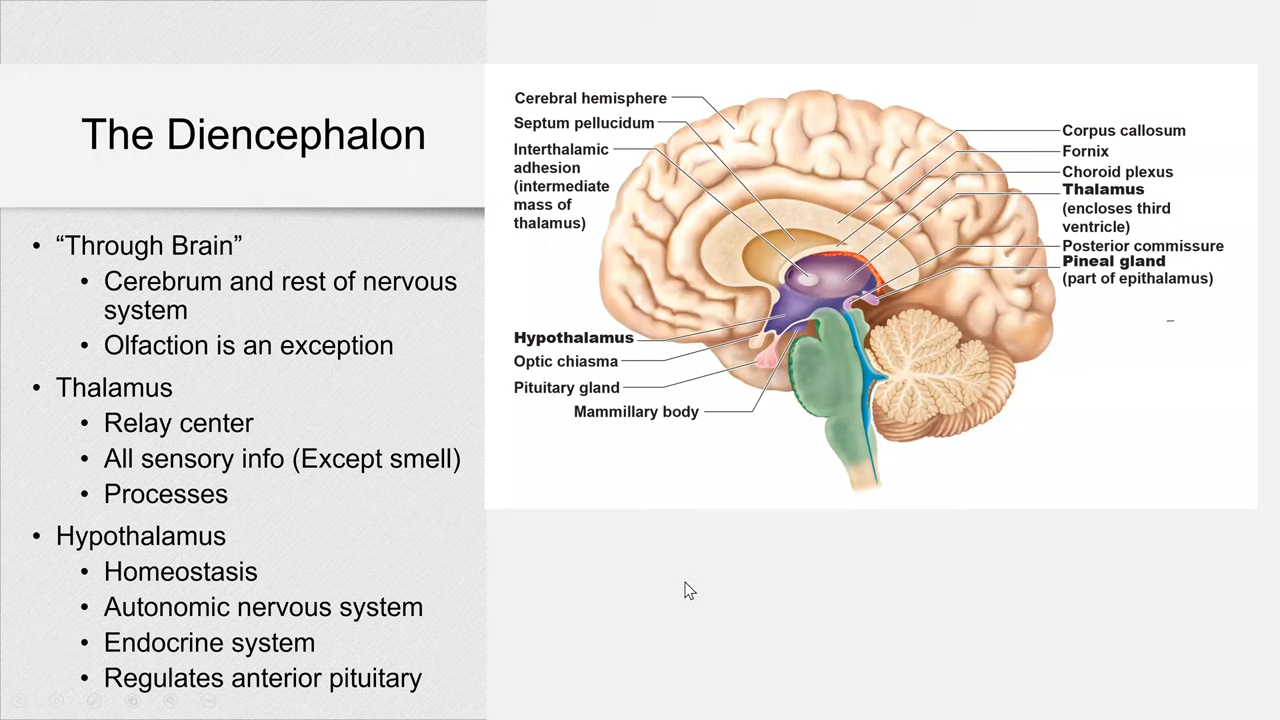 The Diencephalon
• “Through Brain”
• Cerebrum and rest of nervous
system
• Olfaction is an exception
• Thalamus
• Relay center
• All sensory info (Except smell)
• Processes
• Hypothalamus
• Homeostasis
• Autonomic nervous system
• Endocrine system
• Regulates anterior pituitary
Cerebral hemisphere
Septum pellucidum
Interthalamic
adhesion
(intermediate
mass of
thalamus)
Hypothalamus
Optic chiasma
Pituitary gland
Mammillary body
Corpus callosum
Fornix
Choroid plexus
Thalamus
(encloses third
ventricle)
Posterior commissure
Pineal gland
(part of epithalamus)